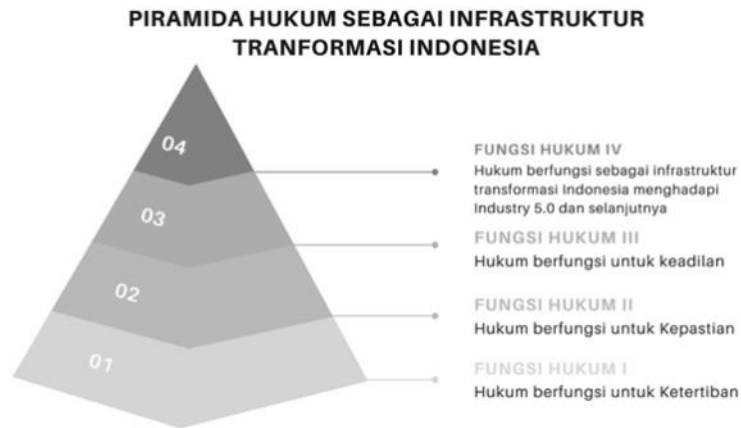 PIRAMIDA HUKUM SEBAGAI INFRASTRUKTUR
TRANFORMASI INDONESIA
04
FUNGSI HUKUM IV
Hukum berfungsi sebagai infrastruktur
transformasi Indonesia menghadapi
Industry 5.0 dan selanjutnya
03
FUNGSI HUKUM III
Hukum berfungsi untuk keadilan
02
FUNGSI HUKUM II
Hukum berfungsi untuk Kepastian
01
FUNGSI HUKUM I
Hukum berfungsi untuk Ketertiban